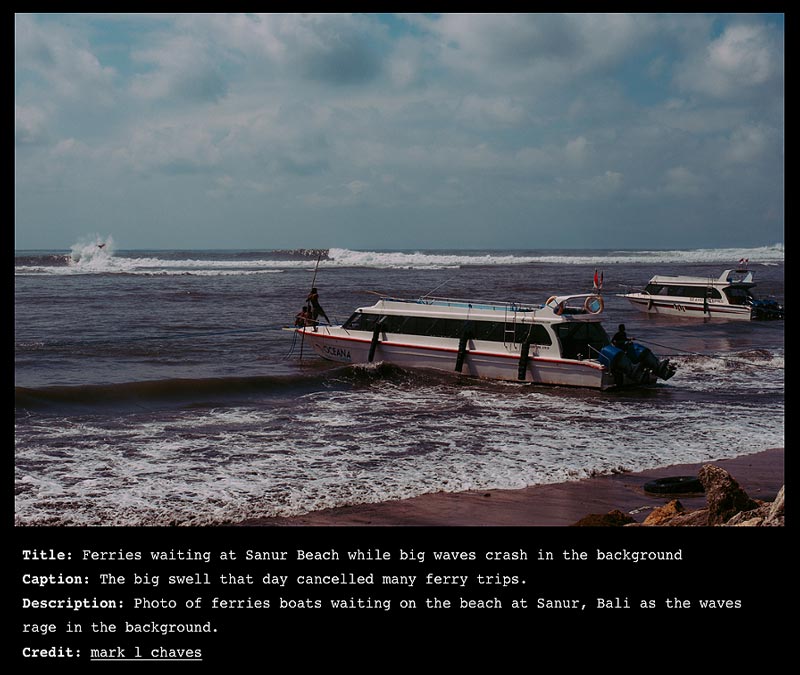 OCEANA
Title: Ferries waiting at Sanur Beach while big waves crash in the background
Caption: The big swell that day cancelled many ferry trips.
Description: Photo of ferries boats waiting on the beach at Sanur, Bali as the waves
rage in the background.
Credit: mark l chaves